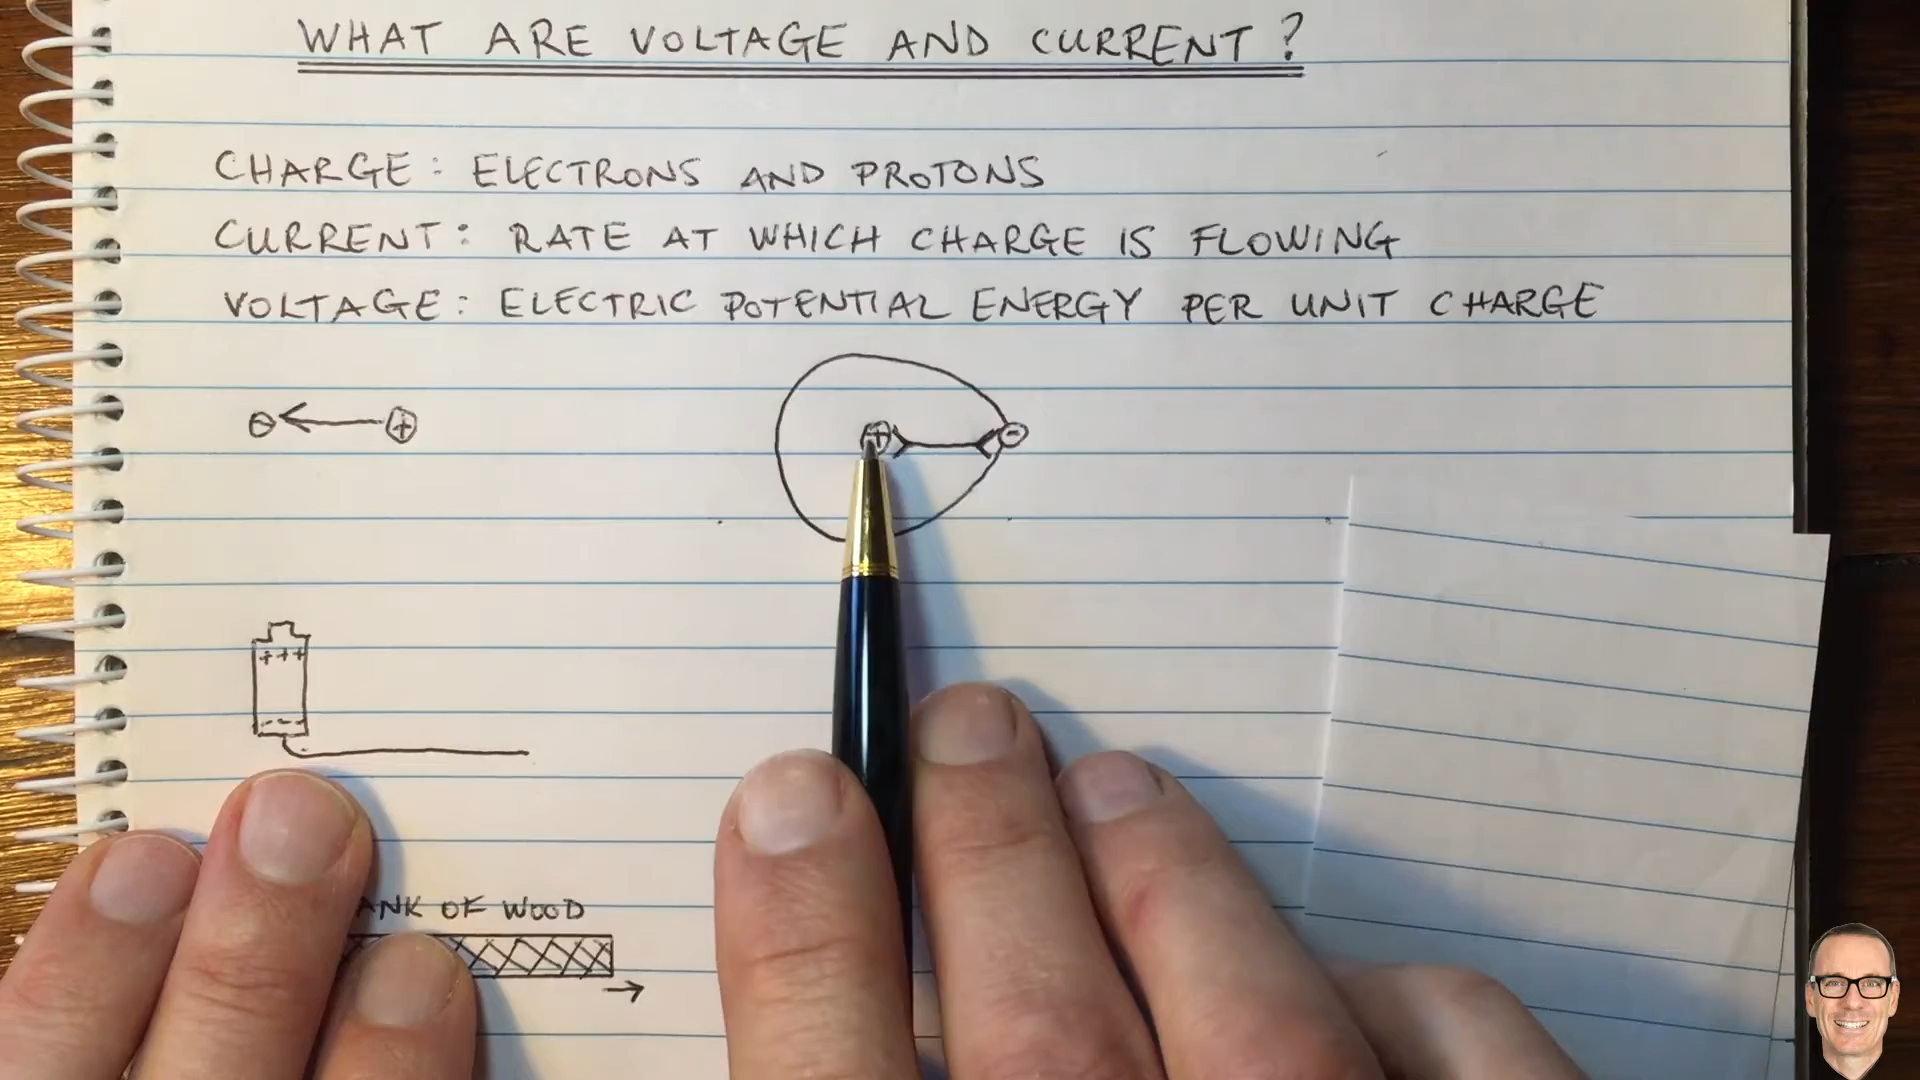 WHAT ARE VOLTAGE AND CURRENT?
CHARGE: ELECTRONS AND PROTONS
CURRENT: RATE AT WHICH CHARGE IS FLOWING
VOLTAGE: ELECTRIC POTENTIAL ENERGY PER UNIT CHARGE
- +
+ -
+++
---
OF WOOD